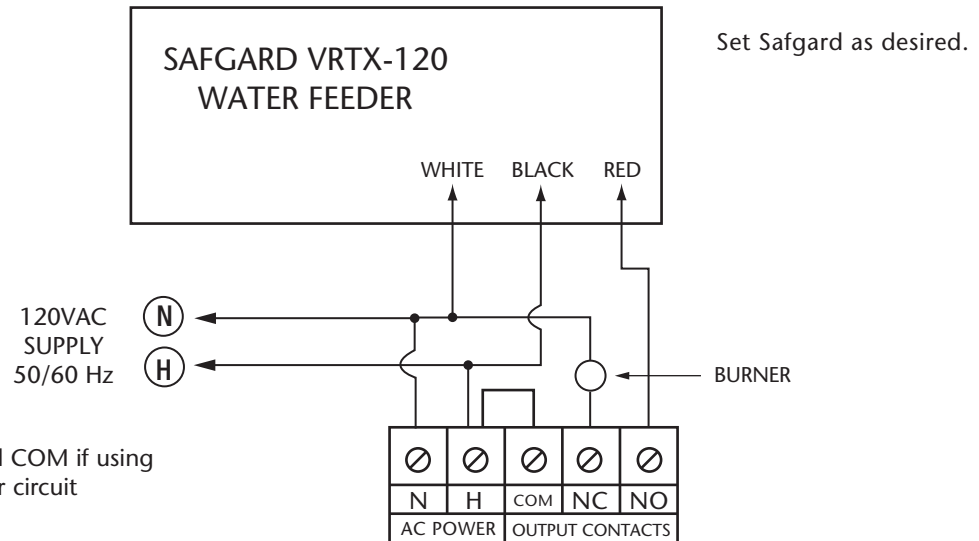 SAFGARD VRTX-120
WATER FEEDER
Set Safgard as desired.
WHITE BLACK RED
120VAC
SUPPLY
50/60 Hz
N
H
BURNER
COM if using
circuit
N H COM NC NO
AC POWER OUTPUT CONTACTS